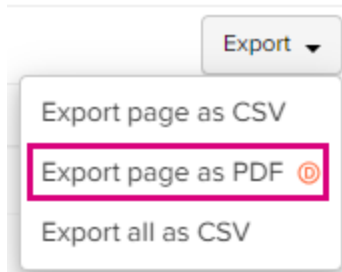 Export
Export page as CSV
Export page as PDF D
Export all as CSV